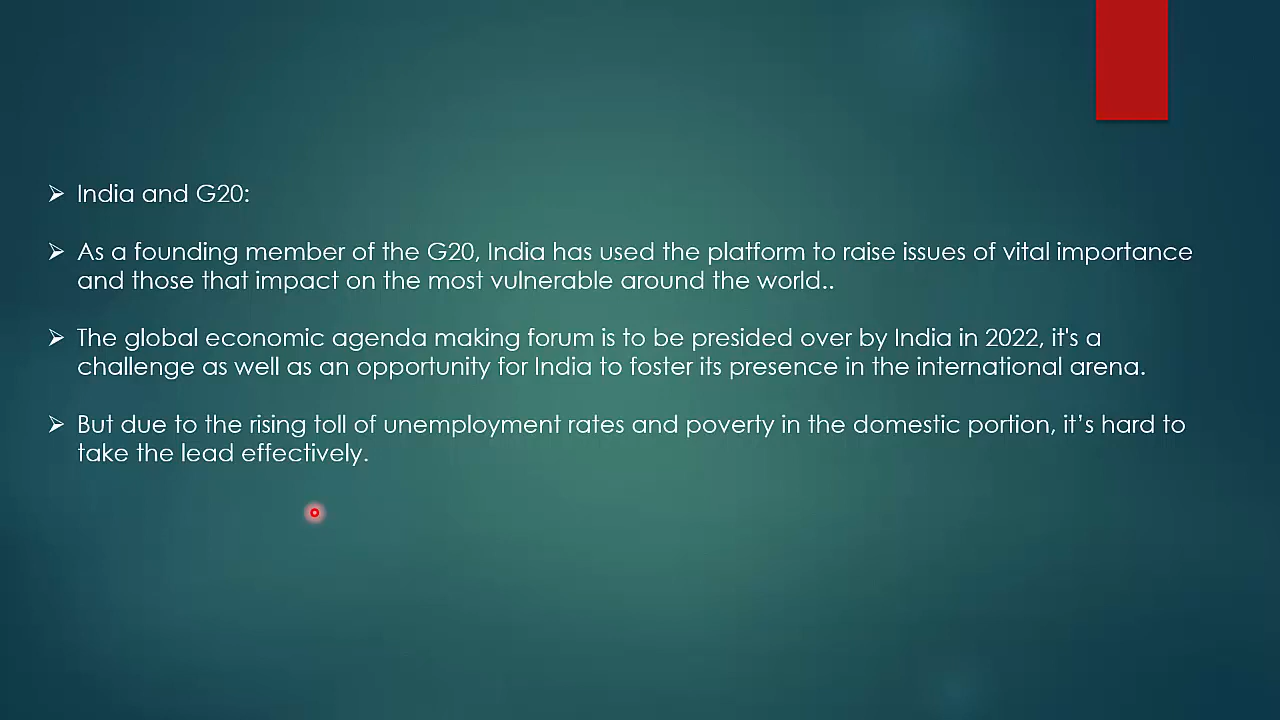 India and G20:
As a founding member of the G20, India has used the platform to raise issues of vital importance
and those that impact on the most vulnerable around the world..
The global economic agenda making forum is to be presided over by India in 2022, it's a
challenge as well as an opportunity for India to foster its presence in the international arena.
But due to the rising toll of unemployment rates and poverty in the domestic portion, it’s hard to
take the lead effectively.